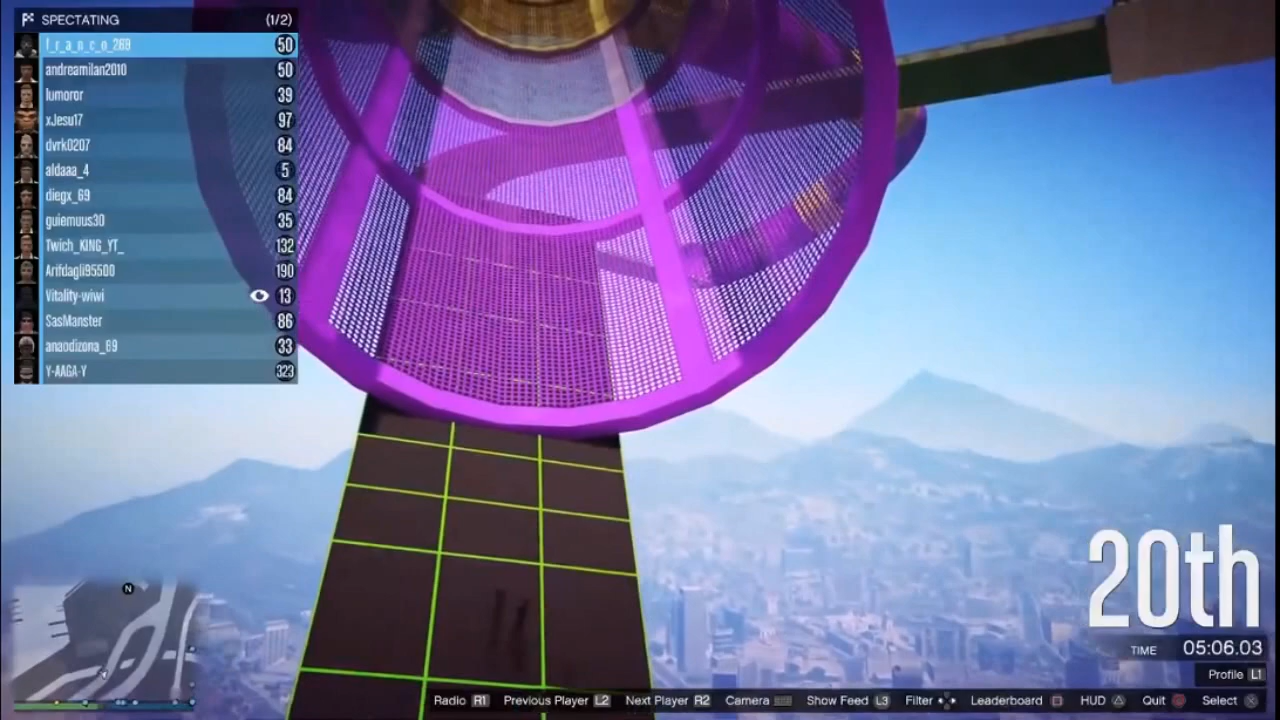 SPECTATING (1/2)
f_r_a_n_c_o_269 50
andreamilan2010 50
lumoror 39
xJesu17 97
dvrk0207 84
aldaaa_4 5
diegx_69 84
guiemuus30 35
Twich_KING_YT_ 132
Arifdagli95500 190
Vitality-wiwi 13
SasManster 86
anaodizona_69 33
Y-AAGA-Y 323
N
20th
TIME 05:06.03
Profile L1
Radio R1 Previous Player L2 Next Player R2 Camera Show Feed L3 Filter Leaderboard HUD Quit Select